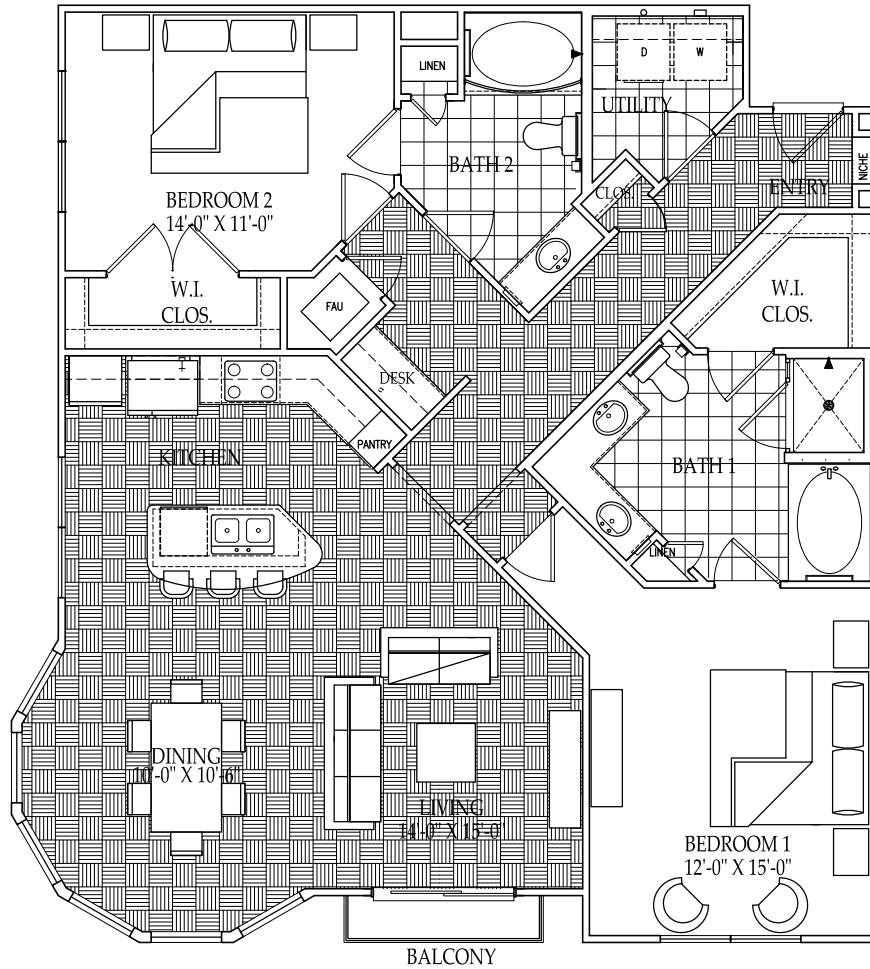 LINEN
D
W
UTILITY
BATH 2
NICHE
ENTRY
CLOS.
BEDROOM 2
14'-0" X 11'-0"
W.I.
CLOS.
FAU
W.I.
CLOS.
DESK
PANTRY
KITCHEN
BATH 1
LINEN
DINING
10'-0" X 10'-6"
LIVING
14'-0" X 15'-0"
BEDROOM 1
12'-0" X 15'-0"
BALCONY